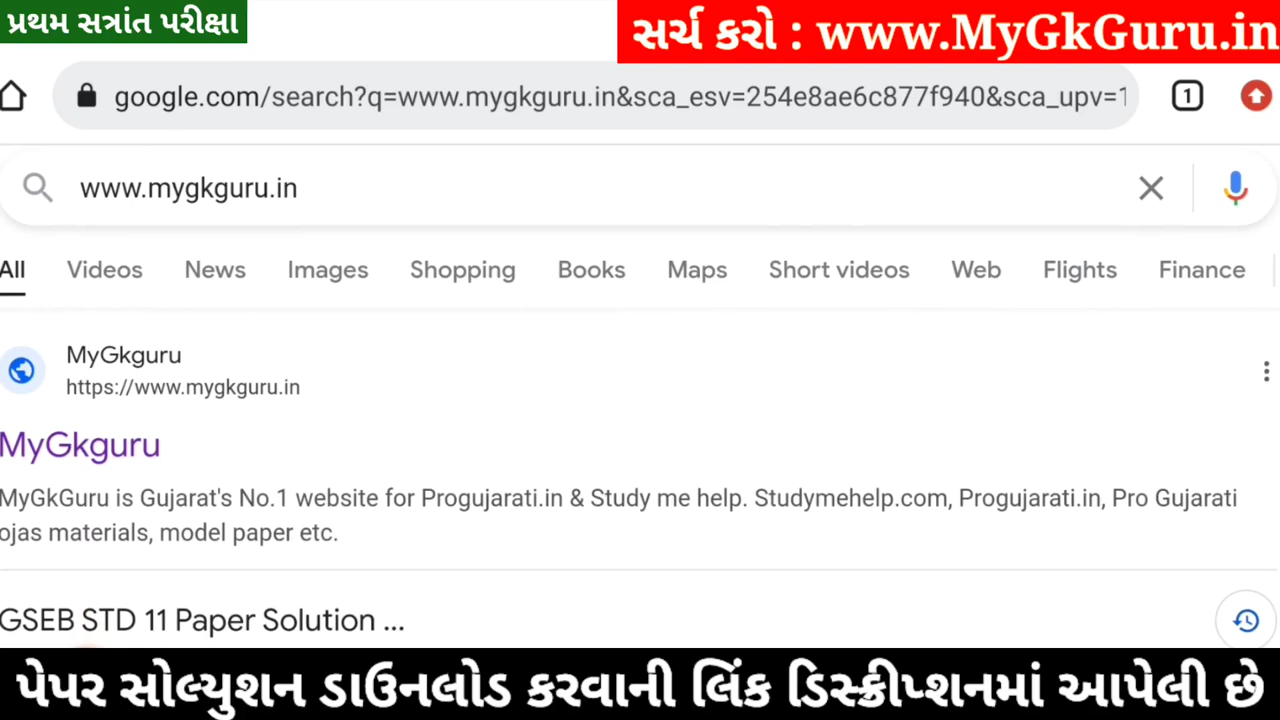 પ્રથમ સત્રાંત પરીક્ષા
સર્ચ કરો : www.MyGkGuru.in
google.com/search?q=www.mygkguru.in&sca_esv=254e8ae6c877f940&sca_upv=1
1
www.mygkguru.in
All Videos News Images Shopping Books Maps Short videos Web Flights Finance
MyGkguru
https://www.mygkguru.in
MyGkguru
MyGkGuru is Gujarat's No.1 website for Progujarati.in & Study me help. Studymehelp.com, Progujarati.in, Pro Gujarati
ojas materials, model paper etc.
GSEB STD 11 Paper Solution ...
પેપર સોલ્યુશન ડાઉનલોડ કરવાની લિંક ડિસ્ક્રીપ્શનમાં આપેલી છે